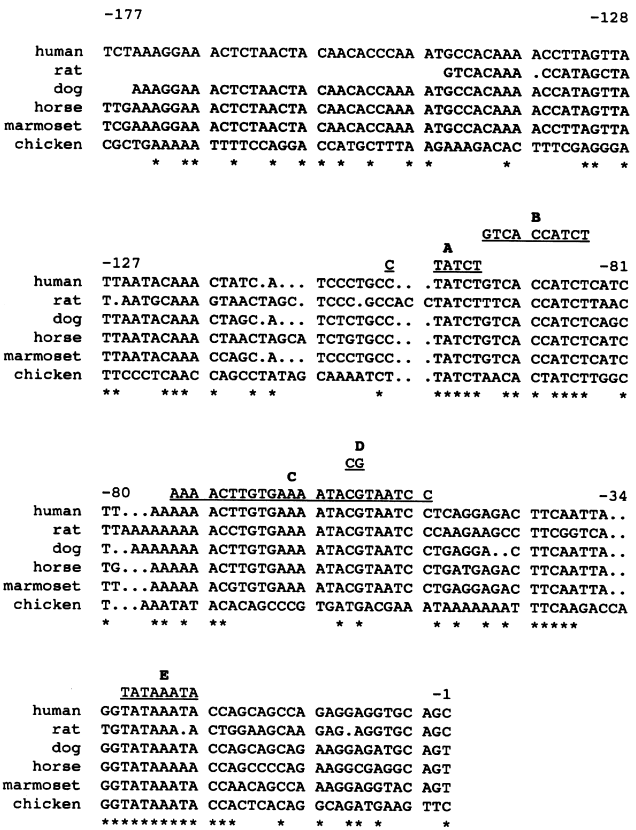 -177 -128
human TCTAAAGGAA ACTCTAACTA CAACACCCAA ATGCCACAAA ACCTTAGTTA
rat GTCACAAA .CCATAGCTA
dog AAAGGAA ACTCTAACTA CAACACCAAA ATGCCACAAA ACCATAGTTA
horse TTGAAAGGAA ACTCTAACTA CAACACCAAA ATGCCACAAA ACCATAGTTA
marmoset TCGAAAGGAA ACTCTAACTA CAACACCAAA ATGCCACAAA ACCTTAGTTA
chicken CGCTGAAAAA TTTTCCAGGA CCATGCTTTA AGAAAGACAC TTTCGAGGGA
* ** * * * * * * * * * ** *
B
GTCA CCATCT
A
-127 C TATCT -81
human TTAATACAAA CTATC.A... TCCCTGCC.. .TATCTGTCA CCATCTCATC
rat T.AATGCAAA GTAACTAGC. TCCC.GCCAC CTATCTTTCA CCATCTTAAC
dog TTAATACAAA CTAGC.A... TCTCTGCC.. .TATCTGTCA CCATCTCAGC
horse TTAATACAAA CTAACTAGCA TCTGTGCC.. .TATCTGTCA CCATCTCATC
marmoset TTAATACAAA CCAGC.A... TCCCTGCC.. .TATCTGTCA CCATCTCATC
chicken TTCCCTCAAC CAGCCTATAG CAAAATCT.. .TATCTAACA CTATCTTGGC
** *** * * * * ***** ** * **** *
D
C CG
-80 AAA ACTTGTGAAA ATACGTAATCC C -34
human TT...AAAAA ACTTGTGAAA ATACGTAATC CTCAGGAGAC TTCAATTA..
rat TTAAAAAAAA ACCTGTGAAA ATACGTAATC CCAAGAAGCC TTCGGTCA..
dog T..AAAAAAA ACTTGTGAAA ATACGTAATC CTGAGGA..C TTCAATTA..
horse TG...AAAAA ACTTGTGAAA ATACGTAATC CTGATGAGAC TTCAATTA..
marmoset TT...AAAAA ACGTGTGAAA ATACGTAATC CTGAGGAGAC TTCAATTA..
chicken T...AAATAT ACACAGCCCG TGATGACGAA ATAAAAAAAT TTCAAGACCA
* ** * ** * * * * * * *****
E
TATAAATA -1
human GGTATAAATA CCAGCAGCCA GAGGAGGTGC AGC
rat TGTATAAA.A CTGGAAGCAA GAG.AGGTGC AGC
dog GGTATAAATA CCAGCAGCAG AAGGAGATGC AGT
horse GGTATAAAAA CCAGCCCCAG AAGGCGAGGC AGT
marmoset GGTATAAATA CCAACAGCCA AAGGAGGTAC AGT
chicken GGTATAAATA CCACTCACAG GCAGATGAAG TTC
********** *** * * ** * *